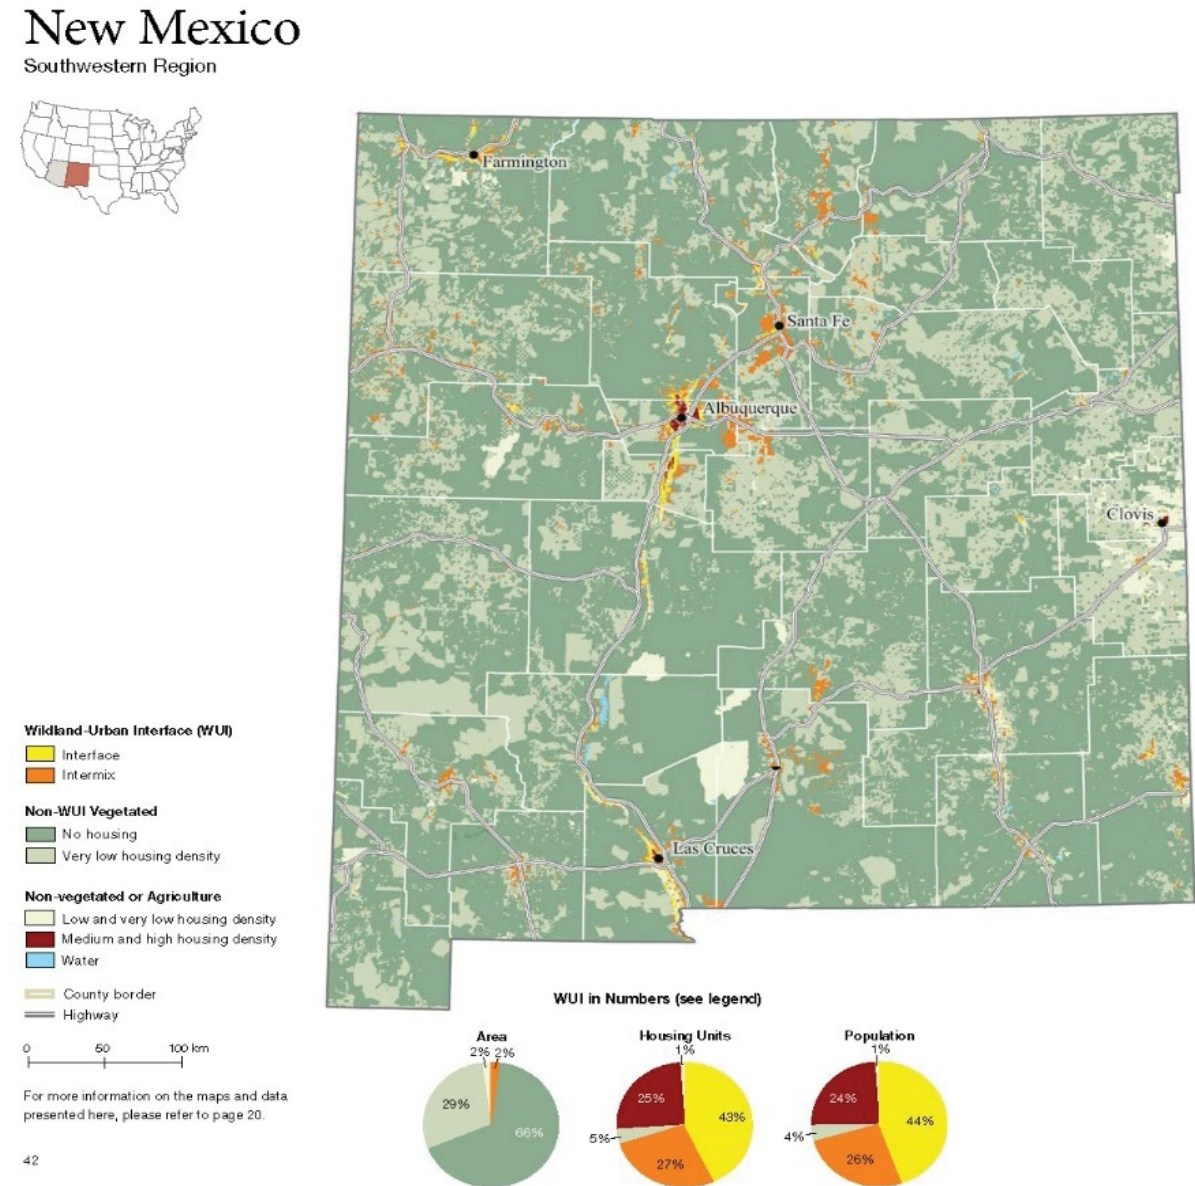 New Mexico
Southwestern Region
Farmington
Santa Fe
Albuquerque
Clovis
Las Cruces
Wildland-Urban Interface (WUI)
Interface
Intermix
Non-WUI Vegetated
No housing
Very low housing density
Non-vegetated or Agriculture
Low and very low housing density
Medium and high housing density
Water
County border
Highway
0 50 100 km
For more information on the maps and data
presented here, please refer to page 20.
42
WUI in Numbers (see legend)
Area
2% 2%
29%
66%
Housing Units
1%
25%
43%
5%
27%
Population
1%
24%
44%
4%
26%